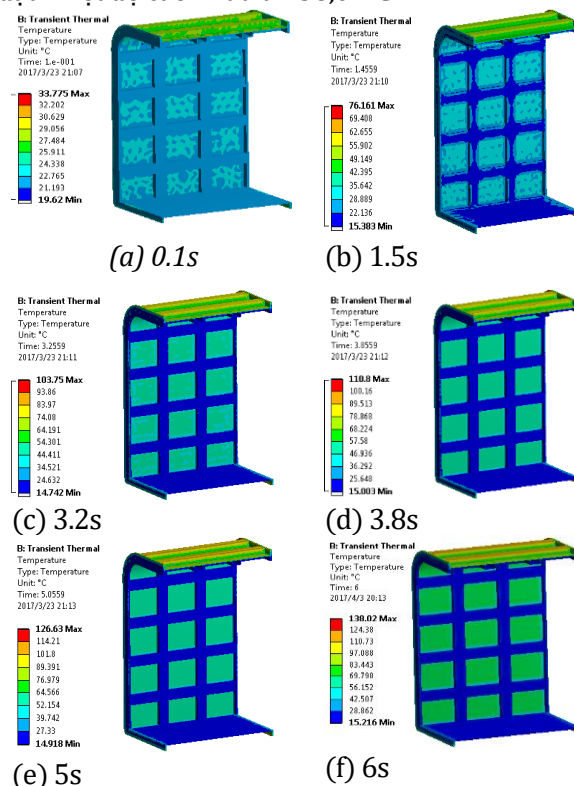 B: Transient Thermal
Temperature
Type: Temperature
Unit: °C
Time: 1.e-001
2017/3/23 21:07
33.775 Max
32.202
30.629
29.056
27.484
25.911
24.338
22.765
21.193
19.62 Min
(a) 0.1s
B: Transient Thermal
Temperature
Type: Temperature
Unit: °C
Time: 1.4559
2017/3/23 21:10
76.161 Max
69.408
62.655
55.902
49.149
42.395
35.642
28.889
22.136
15.383 Min
(b) 1.5s
B: Transient Thermal
Temperature
Type: Temperature
Unit: °C
Time: 3.2559
2017/3/23 21:11
103.75 Max
93.86
83.97
74.08
64.191
54.301
44.411
34.521
24.632
14.742 Min
(c) 3.2s
B: Transient Thermal
Temperature
Type: Temperature
Unit: °C
Time: 3.8559
2017/3/23 21:12
110.8 Max
100.16
89.513
78.868
68.224
57.58
46.936
36.292
25.648
15.003 Min
(d) 3.8s
B: Transient Thermal
Temperature
Type: Temperature
Unit: °C
Time: 5.0559
2017/3/23 21:13
126.63 Max
114.21
101.8
89.391
76.979
64.566
52.154
39.742
27.33
14.918 Min
(e) 5s
B: Transient Thermal
Temperature
Type: Temperature
Unit: °C
Time: 6
2017/4/3 20:13
138.02 Max
124.38
110.73
97.088
83.443
69.798
56.152
42.507
28.862
15.216 Min
(f) 6s